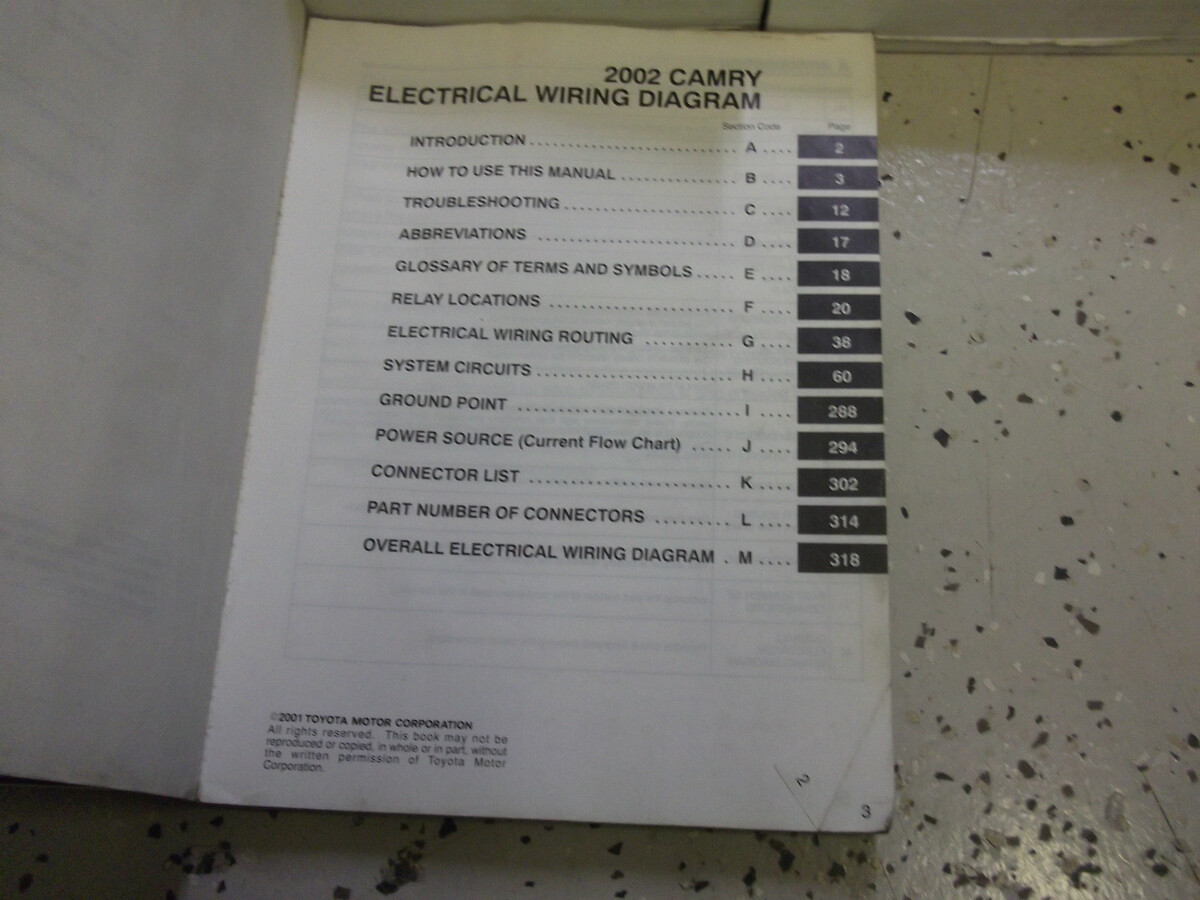 2002 CAMRY
ELECTRICAL WIRING DIAGRAM
Section Code Page
INTRODUCTION ........................ A .... 2
HOW TO USE THIS MANUAL .............. B .... 3
TROUBLESHOOTING ..................... C .... 12
ABBREVIATIONS ....................... D .... 17
GLOSSARY OF TERMS AND SYMBOLS ..... E .... 18
RELAY LOCATIONS ...................... F .... 20
ELECTRICAL WIRING ROUTING ........... G .... 38
SYSTEM CIRCUITS ....................... H .... 60
GROUND POINT .......................... I .... 288
POWER SOURCE (Current Flow Chart) ..... J .... 294
CONNECTOR LIST ........................ K .... 302
PART NUMBER OF CONNECTORS ......... L .... 314
OVERALL ELECTRICAL WIRING DIAGRAM . M .... 318
©2001 TOYOTA MOTOR CORPORATION
All rights reserved. This book may not be
reproduced or copied, in whole or in part, without
the written permission of Toyota Motor
Corporation.
2
3